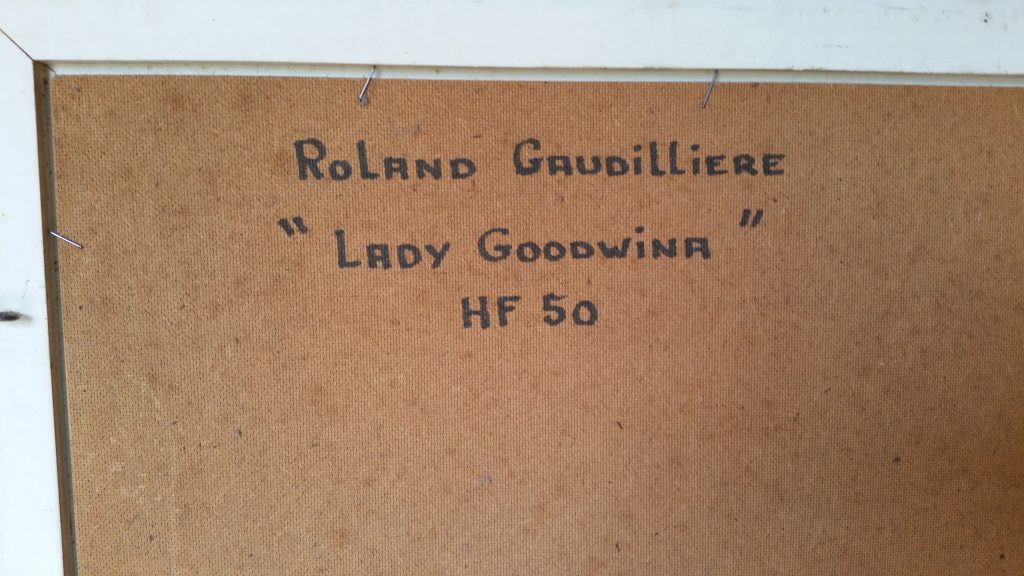 Roland Gaudilliere
" Lady Goodwina "
HF 50